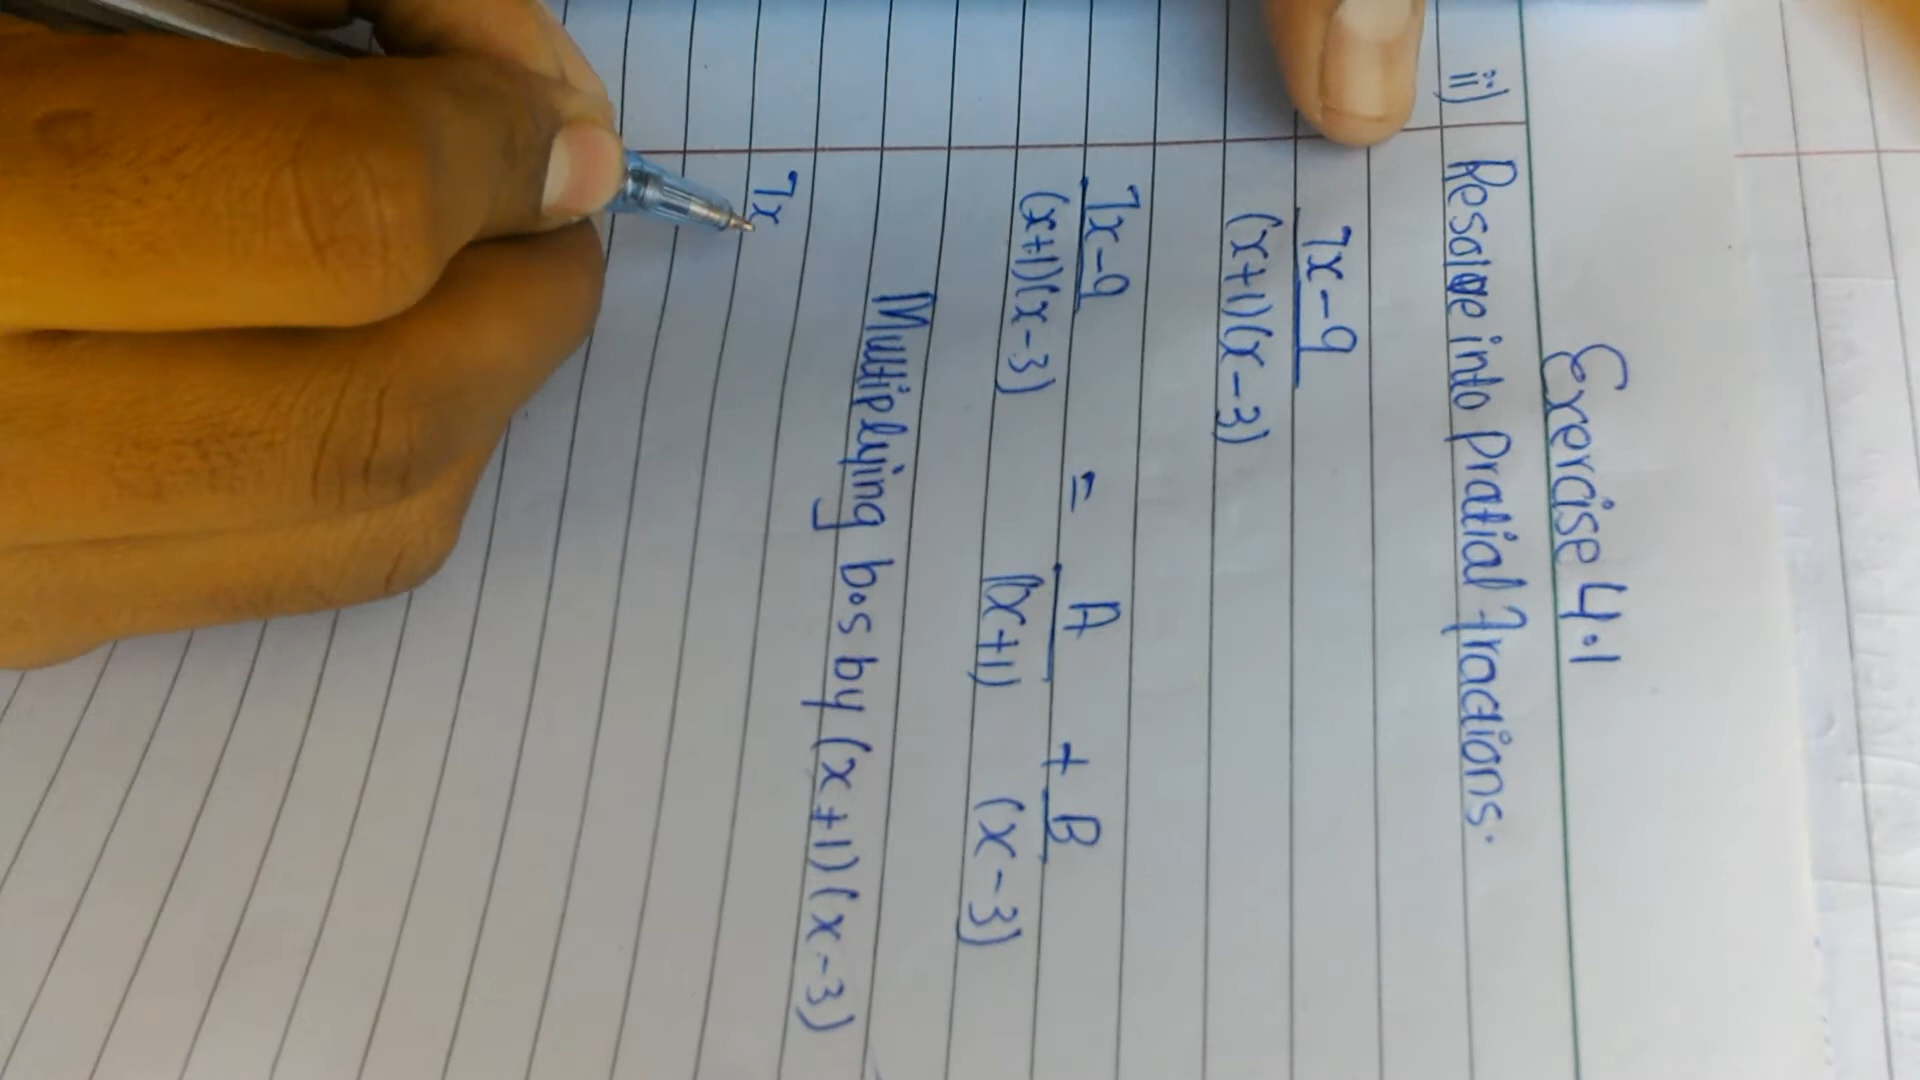 Exercise 4.1
ii) Resolve into pratial fractions.
7x-9
(x+1)(x-3)
7x-9 = A + B
(x+1)(x-3) (x+1) (x-3)
Multiplying b.s by (x+1)(x-3)
7x